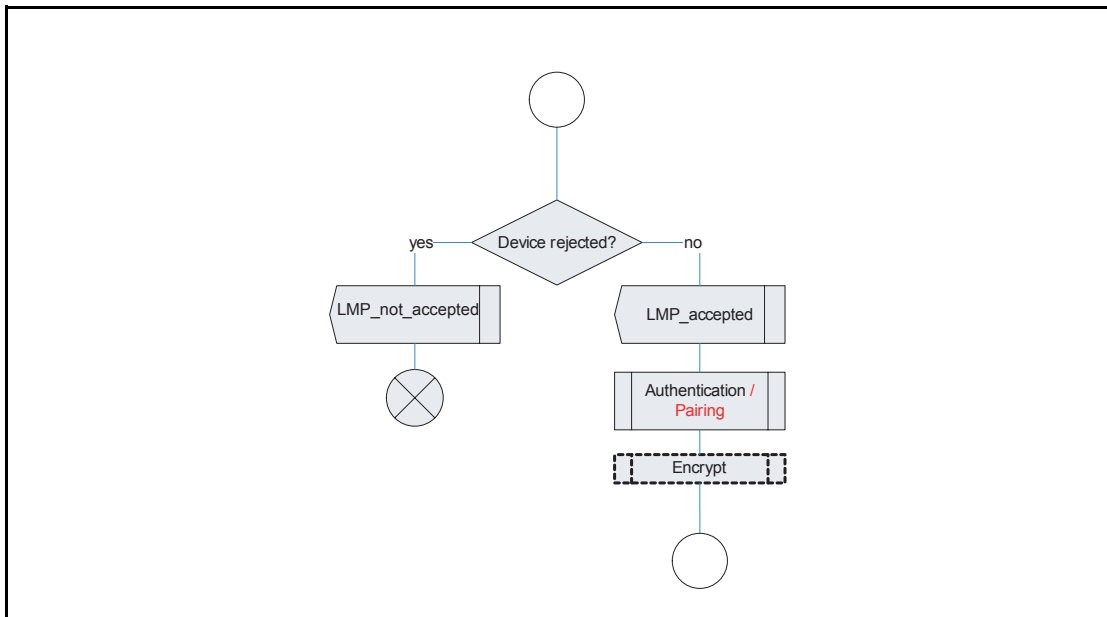 Device rejected?
yes
no
LMP_not_accepted
LMP_accepted
Authentication /
Pairing
Encrypt